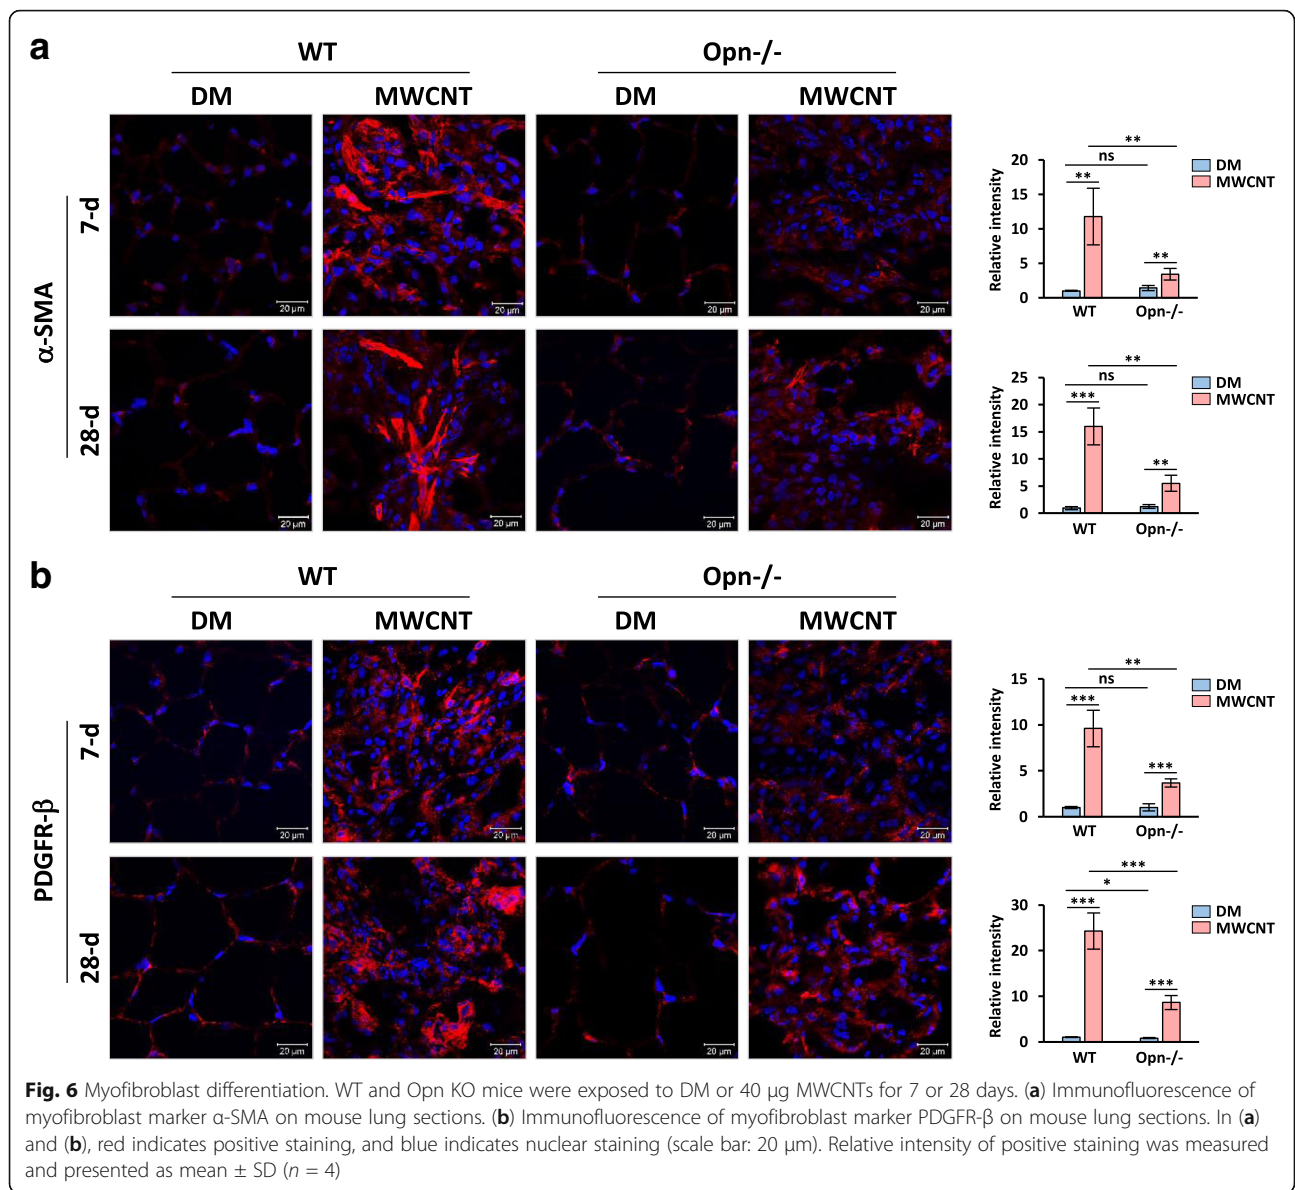 a
WT
Opn-/-
DM
MWCNT
DM
MWCNT
α-SMA
7-d
20 µm
20 µm
20 µm
20 µm
28-d
20 µm
20 µm
20 µm
20 µm
**
ns
**
**
Relative intensity
20
15
10
5
0
WT
Opn-/-
DM
MWCNT
**
ns
***
**
Relative intensity
25
20
15
10
5
0
WT
Opn-/-
DM
MWCNT
b
WT
Opn-/-
DM
MWCNT
DM
MWCNT
PDGFR-β
7-d
20 µm
20 µm
20 µm
20 µm
28-d
20 µm
20 µm
20 µm
20 µm
**
ns
***
***
Relative intensity
15
10
5
0
WT
Opn-/-
DM
MWCNT
***
*
***
***
Relative intensity
30
20
10
0
WT
Opn-/-
DM
MWCNT
Fig. 6 Myofibroblast differentiation. WT and Opn KO mice were exposed to DM or 40 µg MWCNTs for 7 or 28 days. (a) Immunofluorescence of
myofibroblast marker α-SMA on mouse lung sections. (b) Immunofluorescence of myofibroblast marker PDGFR-β on mouse lung sections. In (a)
and (b), red indicates positive staining, and blue indicates nuclear staining (scale bar: 20 µm). Relative intensity of positive staining was measured
and presented as mean ± SD (n = 4)